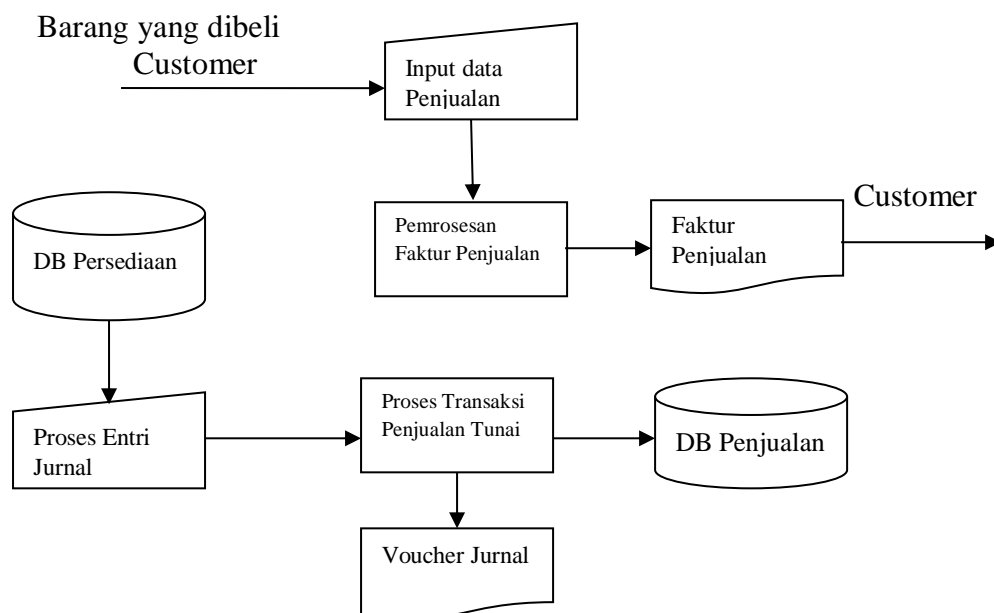 Barang yang dibeli
Customer
Input data
Penjualan
Pemrosesan
Faktur Penjualan
Faktur
Penjualan
Customer
DB Persediaan
Proses Entri
Jurnal
Proses Transaksi
Penjualan Tunai
DB Penjualan
Voucher Jurnal